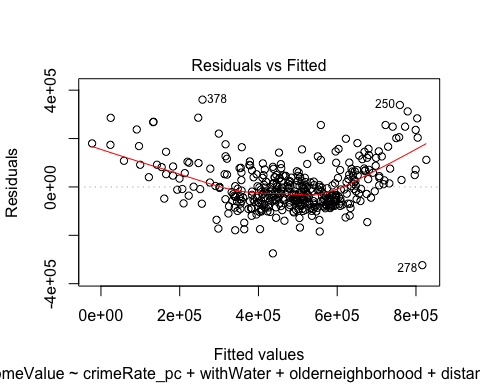 Residuals vs Fitted
4e+05
0e+00
-4e+05
Residuals
378
250
278
0e+00 2e+05 4e+05 6e+05 8e+05
Fitted values
omeValue ~ crimeRate_pc + withWater + olderneighborhood + distan